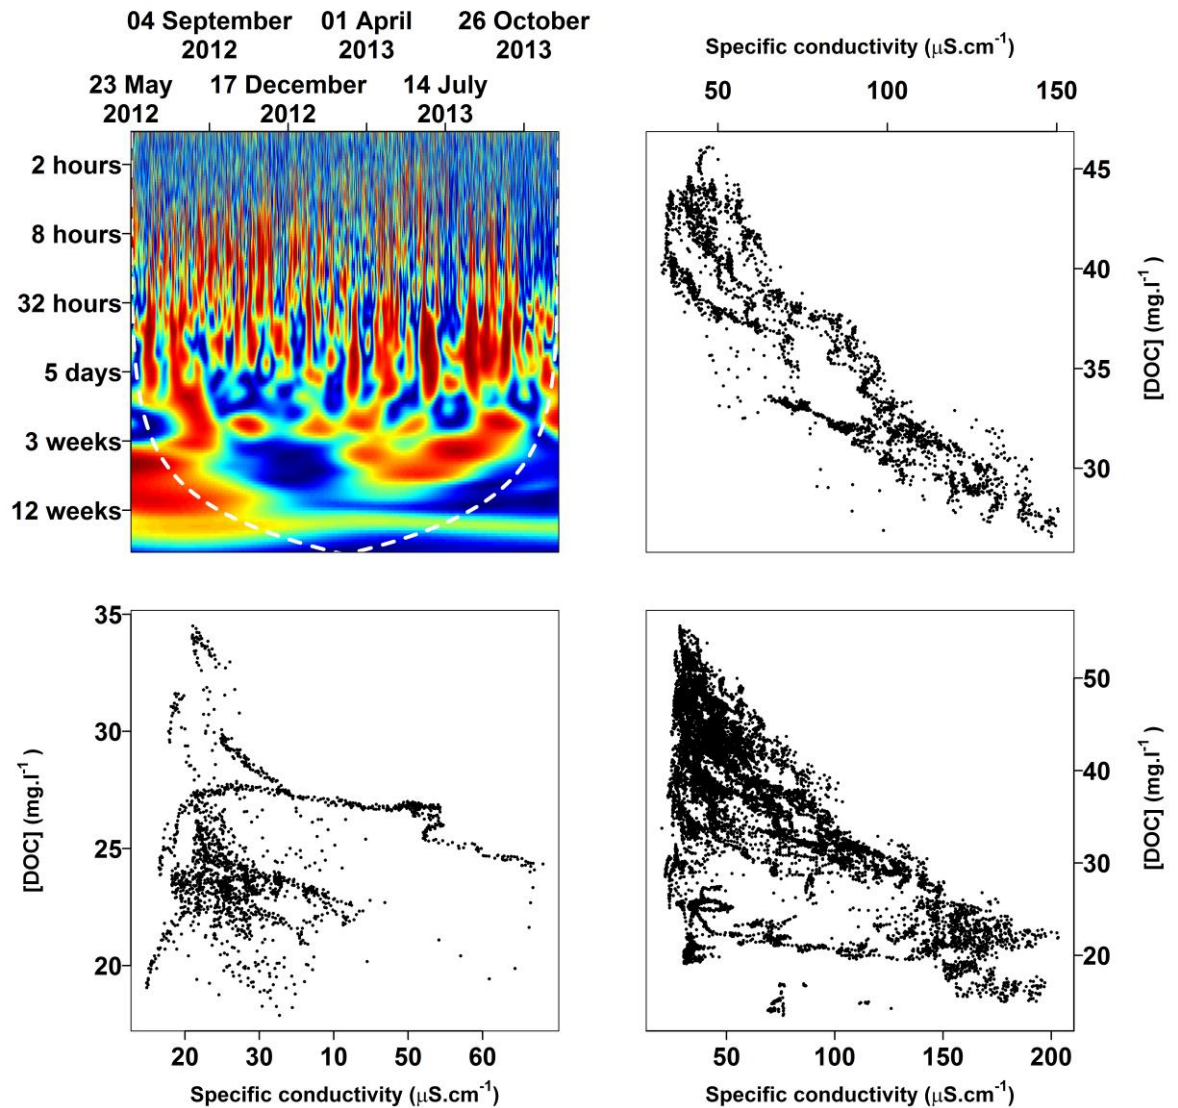 04 September 01 April 26 October
2012 2013 2013
23 May 17 December 14 July
2012 2012 2013
2 hours
8 hours
32 hours
5 days
3 weeks
12 weeks
Specific conductivity (μS.cm-1)
50 100 150
45
40
35
30
[DOC] (mg.l-1 )
35
30
25
20
[DOC] (mg.l-1 )
20 30 10 50 60
Specific conductivity (μS.cm-1)
50
40
30
20
[DOC] (mg.l-1 )
50 100 150 200
Specific conductivity (μS.cm-1)